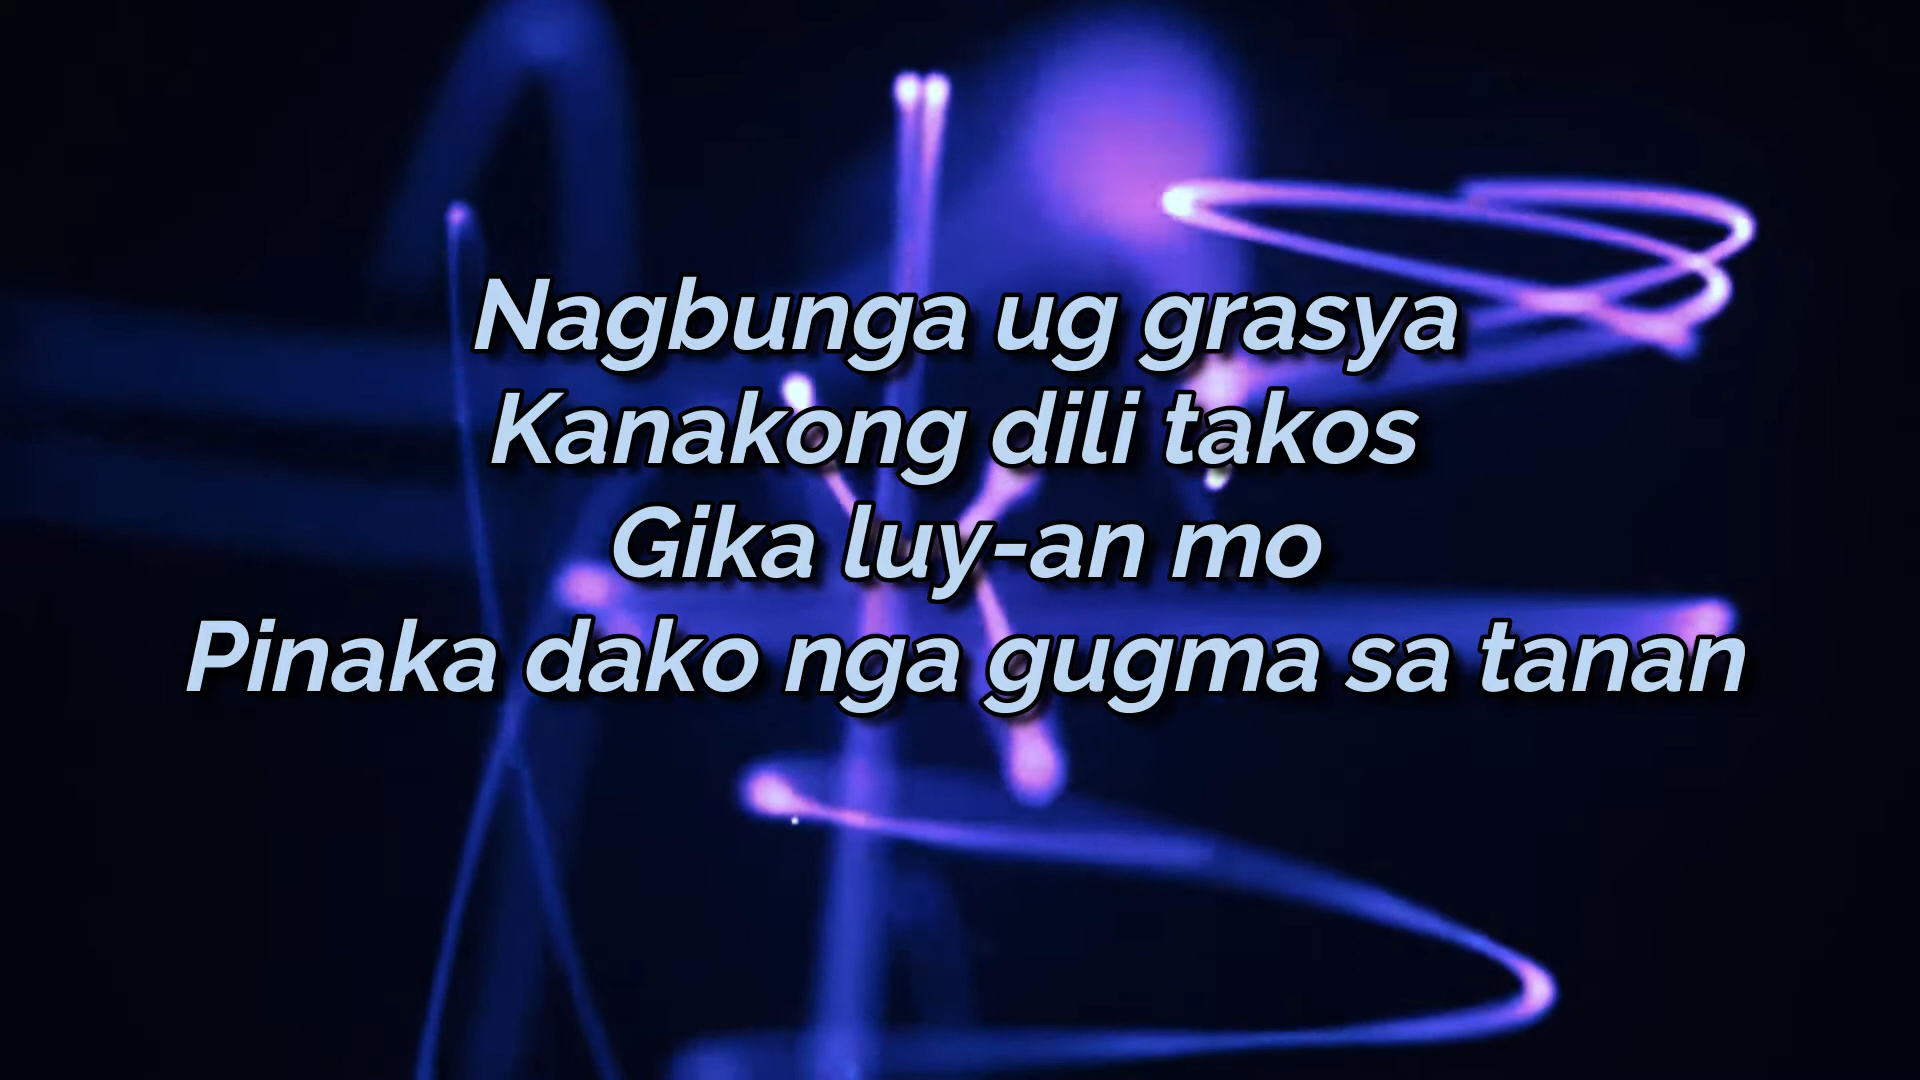 Nagbunga ug grasya
Kanakong dili takos
Gika luy-an mo
Pinaka dako nga gugma sa tanan